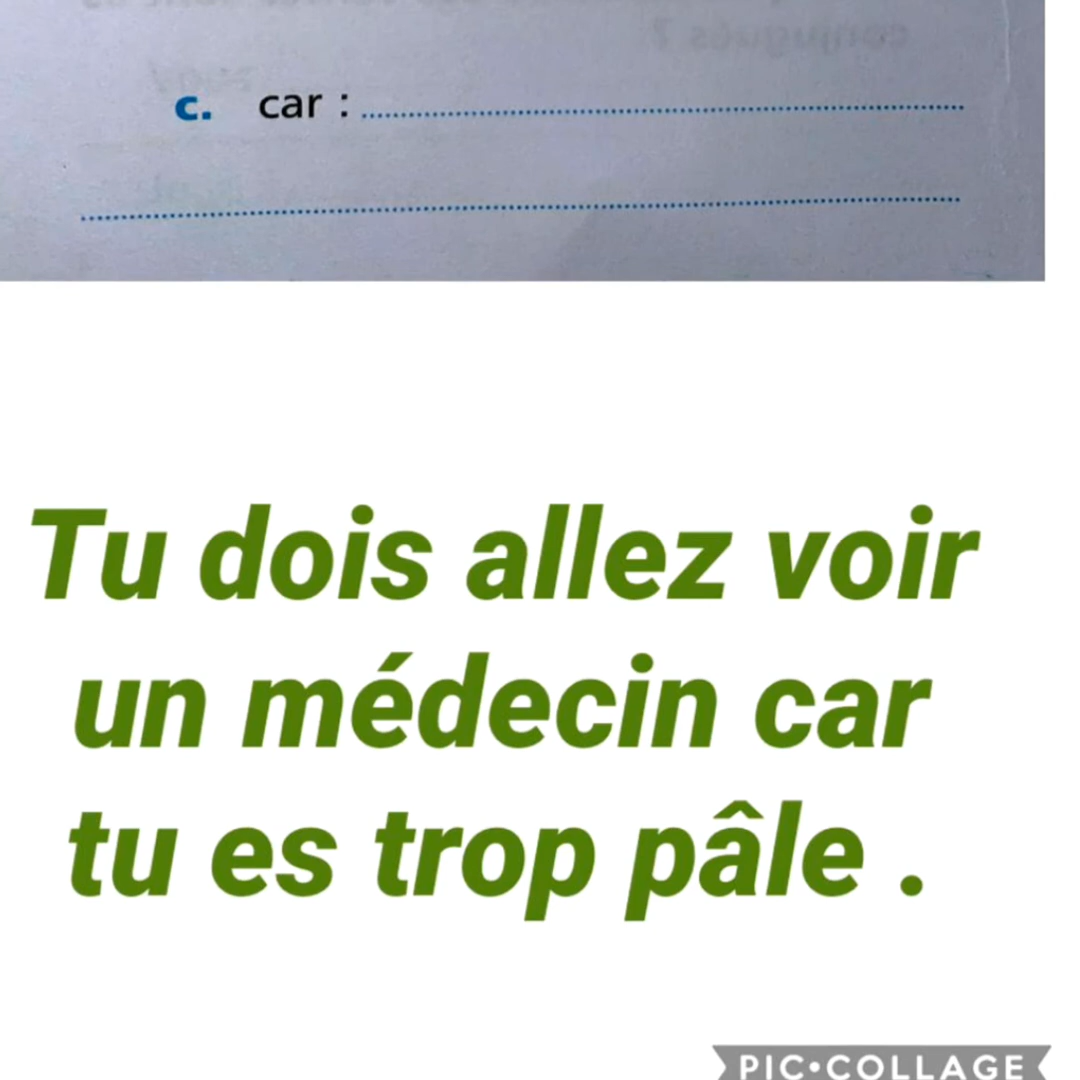 c. car :
Tu dois allez voir
un médecin car
tu es trop pâle .
PIC•COLLAGE